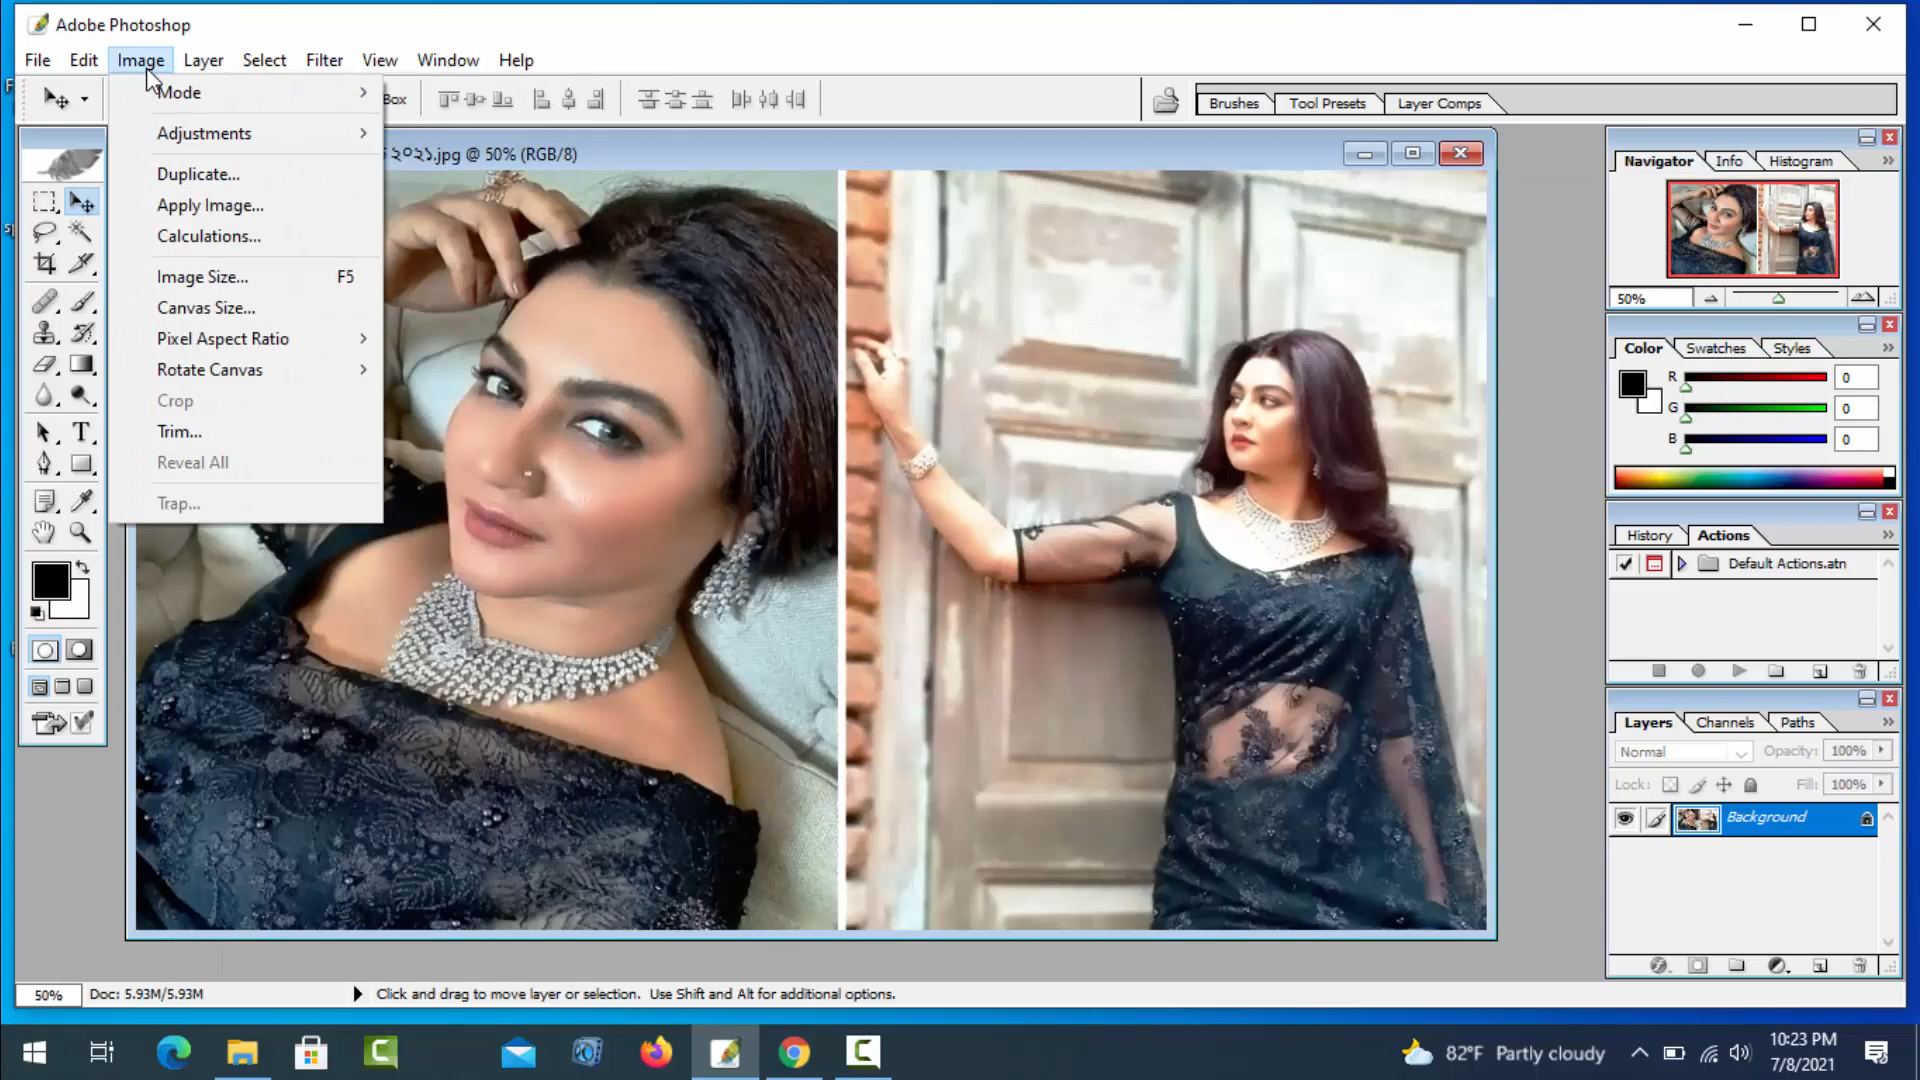 Adobe Photoshop
File Edit Image Layer Select Filter View Window Help
Box
Brushes Tool Presets Layer Comps
Mode
Adjustments
Duplicate...
Apply Image...
Calculations...
Image Size... F5
Canvas Size...
Pixel Aspect Ratio
Rotate Canvas
Crop
Trim...
Reveal All
Trap...
২০২১.jpg @ 50% (RGB/8)
Navigator Info Histogram
50%
Color Swatches Styles
R 0
G 0
B 0
History Actions
Default Actions.atn
Layers Channels Paths
Normal Opacity: 100%
Lock: Fill: 100%
Background
50% Doc: 5.93M/5.93M Click and drag to move layer or selection. Use Shift and Alt for additional options.
82°F Partly cloudy
10:23 PM
7/8/2021